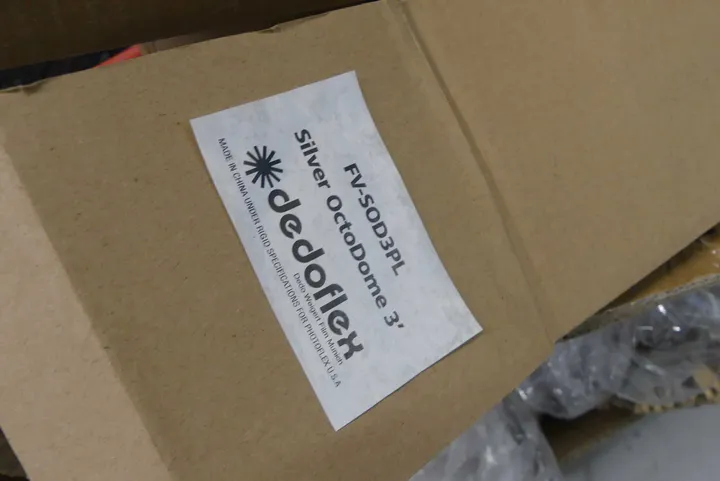 FV-SOD3PL
Silver OctoDome 3'
dedoflex
Dedo Weigert Film Munich
MADE IN CHINA UNDER RIGID SPECIFICATIONS FOR PHOTOFLEX U.S.A